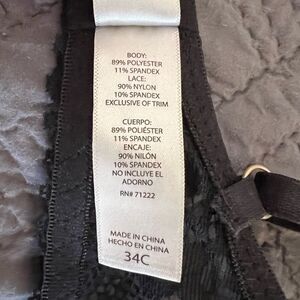 BODY:
89% POLYESTER
11% SPANDEX
LACE:
90% NYLON
10% SPANDEX
EXCLUSIVE OF TRIM
CUERPO:
89% POLIÉSTER
11% SPANDEX
ENCAJE:
90% NILÓN
10% SPANDEX
NO INCLUYE EL
ADORNO
RN# 71222
MADE IN CHINA
HECHO EN CHINA
34C